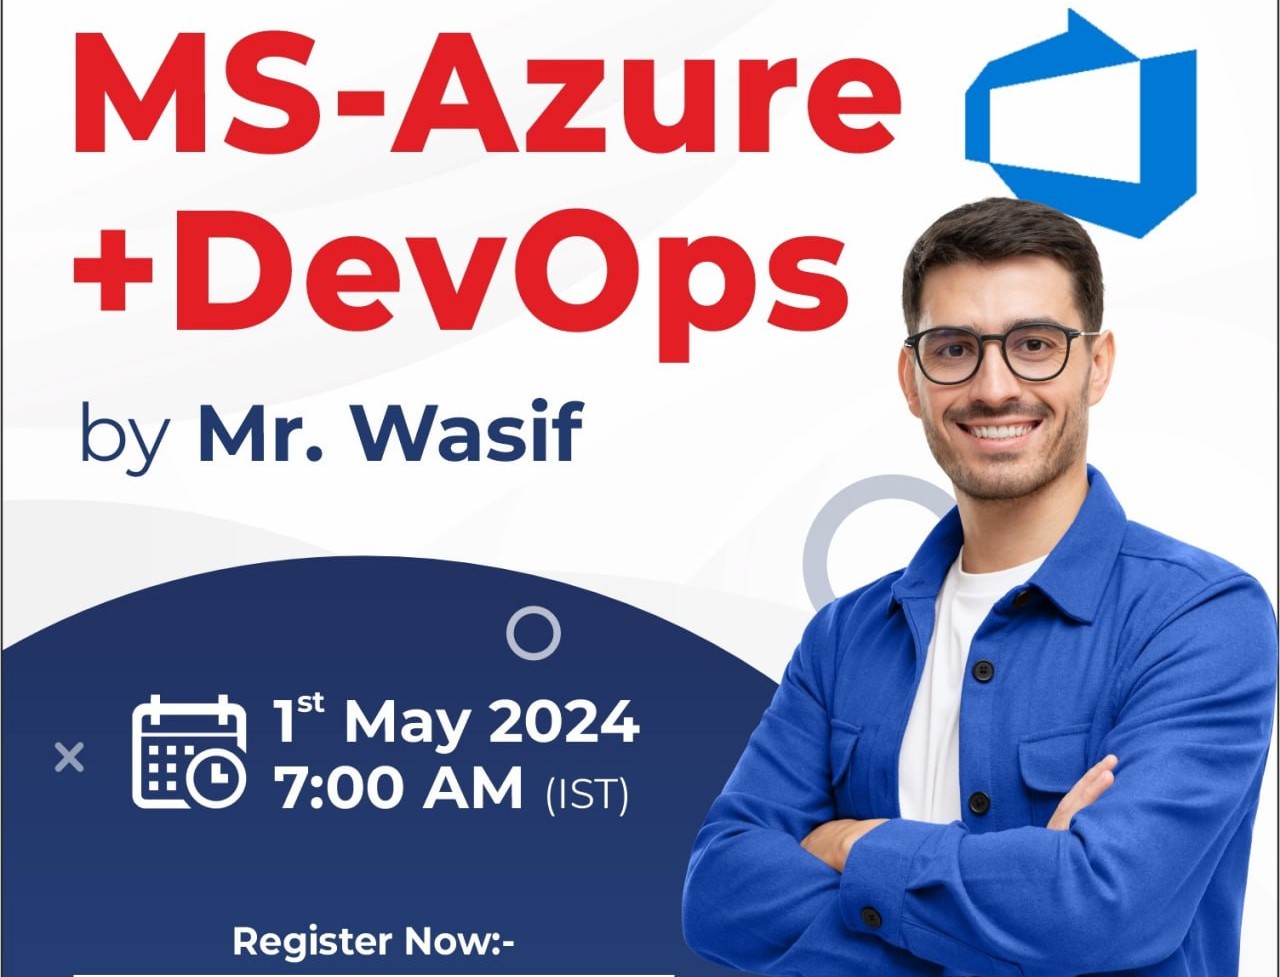 MS-Azure
+DevOps
by Mr. Wasif
1st May 2024
7:00 AM (IST)
Register Now:-